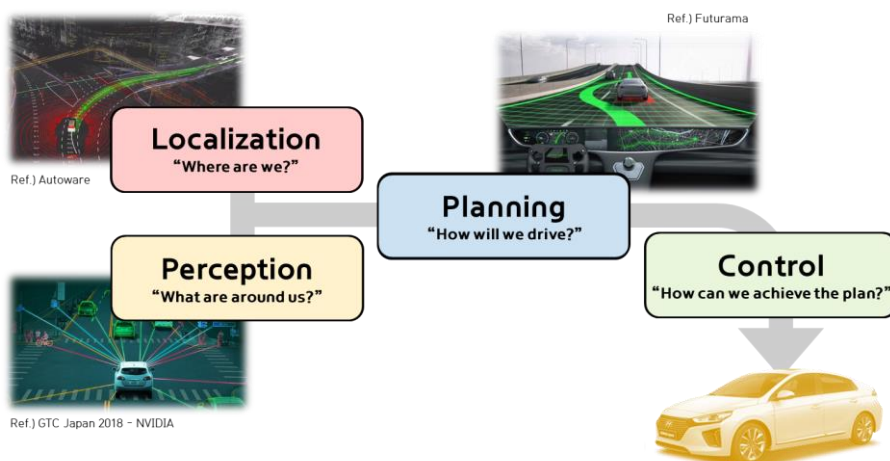 Ref.) Futurama
Localization
“Where are we?”
Ref.) Autoware
Planning
“How will we drive?”
Perception
“What are around us?”
Control
“How can we achieve the plan?”
Ref.) GTC Japan 2018 - NVIDIA